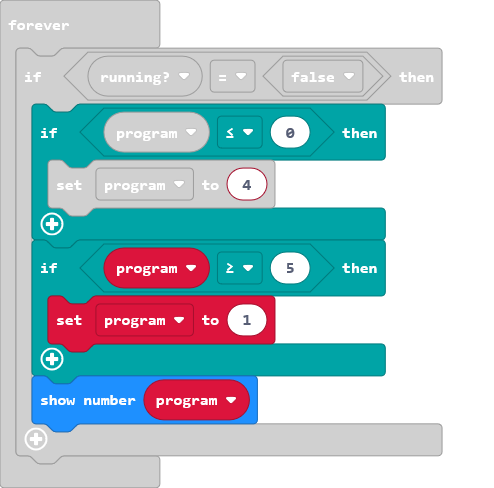 forever
if running? = false then
if program ≤ 0 then
set program to 4
if program ≥ 5 then
set program to 1
show number program